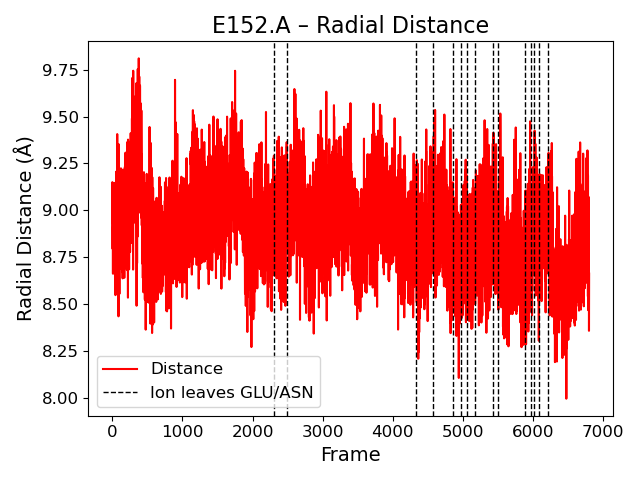 E152.A – Radial Distance
Radial Distance (Å)
9.75
9.50
9.25
9.00
8.75
8.50
8.25
8.00
Distance
Ion leaves GLU/ASN
0 1000 2000 3000 4000 5000 6000 7000
Frame